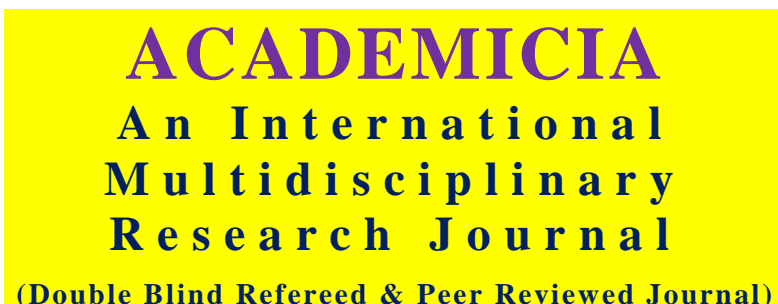 ACADEMICIA
An International
Multidisciplinary
Research Journal
(Double Blind Refereed & Peer Reviewed Journal)